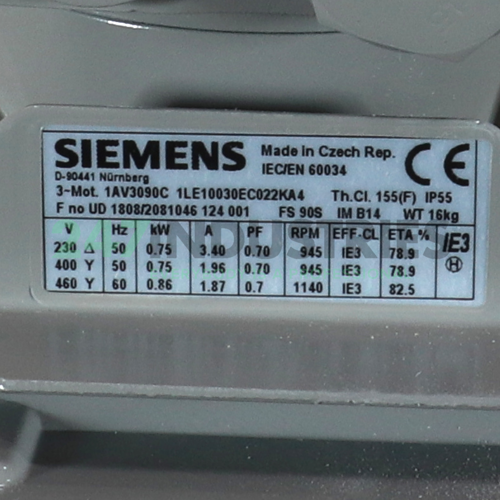 SIEMENS Made in Czech Rep. CE
D-90441 Nürnberg IEC/EN 60034
3-Mot. 1AV3090C 1LE10030EC022KA4 Th.Cl. 155(F) IP55
F no UD 1808/2081046 124 001 FS 90S IM B14 WT 16kg
V Hz kW A PF RPM EFF-CL ETA % IE3
230 Δ 50 0.75 3.40 0.70 945 IE3 78.9
400 Y 50 0.75 1.96 0.70 945 IE3 78.9 H
460 Y 60 0.86 1.87 0.7 1140 IE3 82.5
INDUSTRIES